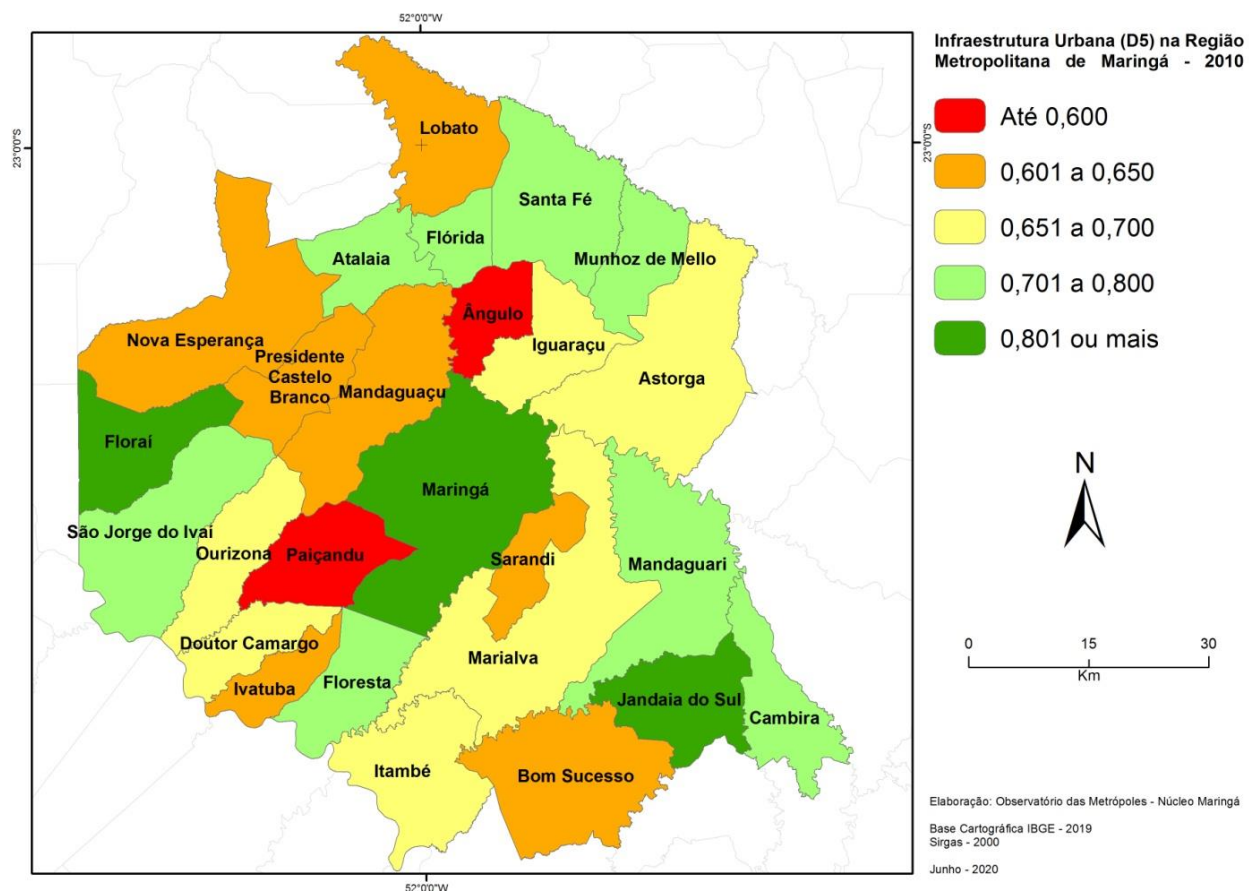 52°0'0"W
23°0'0"S
23°0'0"S
Infraestrutura Urbana (D5) na Região
Metropolitana de Maringá - 2010
Até 0,600
0,601 a 0,650
0,651 a 0,700
0,701 a 0,800
0,801 ou mais
Lobato
Santa Fé
Flórida
Atalaia
Munhoz de Mello
Ângulo
Nova Esperança
Iguaraçu
Presidente
Castelo
Branco
Mandaguaçu
Astorga
Floraí
Maringá
São Jorge do Ivaí
Ourizona
Paiçandu
Sarandi
Mandaguari
Doutor Camargo
Marialva
Ivatuba
Floresta
Jandaia do Sul
Cambira
Itambé
Bom Sucesso
N
0 15 30
Km
Elaboração: Observatório das Metrópoles - Núcleo Maringá
Base Cartográfica IBGE - 2019
Sirgas - 2000
Junho - 2020
52°0'0"W